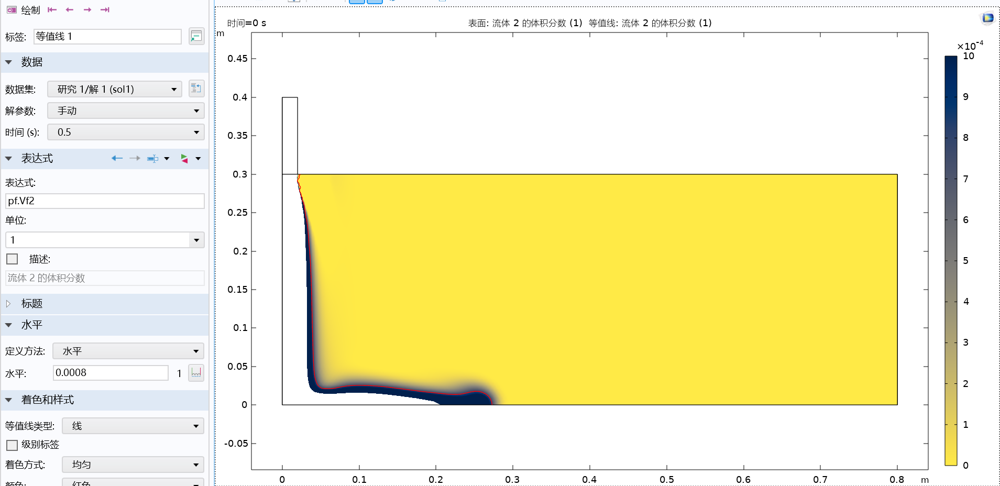 绘制
标签: 等值线 1
数据
数据集: 研究 1/解 1 (sol1)
解参数: 手动
时间 (s): 0.5
表达式
表达式:
pf.Vf2
单位:
1
描述:
流体 2 的体积分数
标题
水平
定义方法: 水平
水平: 0.0008 1
着色和样式
等值线类型: 线
级别标签
着色方式: 均匀
颜色: 红色
时间=0 s
表面: 流体 2 的体积分数 (1) 等值线: 流体 2 的体积分数 (1)
m
0.45
0.4
0.35
0.3
0.25
0.2
0.15
0.1
0.05
0
-0.05
0 0.1 0.2 0.3 0.4 0.5 0.6 0.7 0.8 m
×10-4
10
9
8
7
6
5
4
3
2
1
0